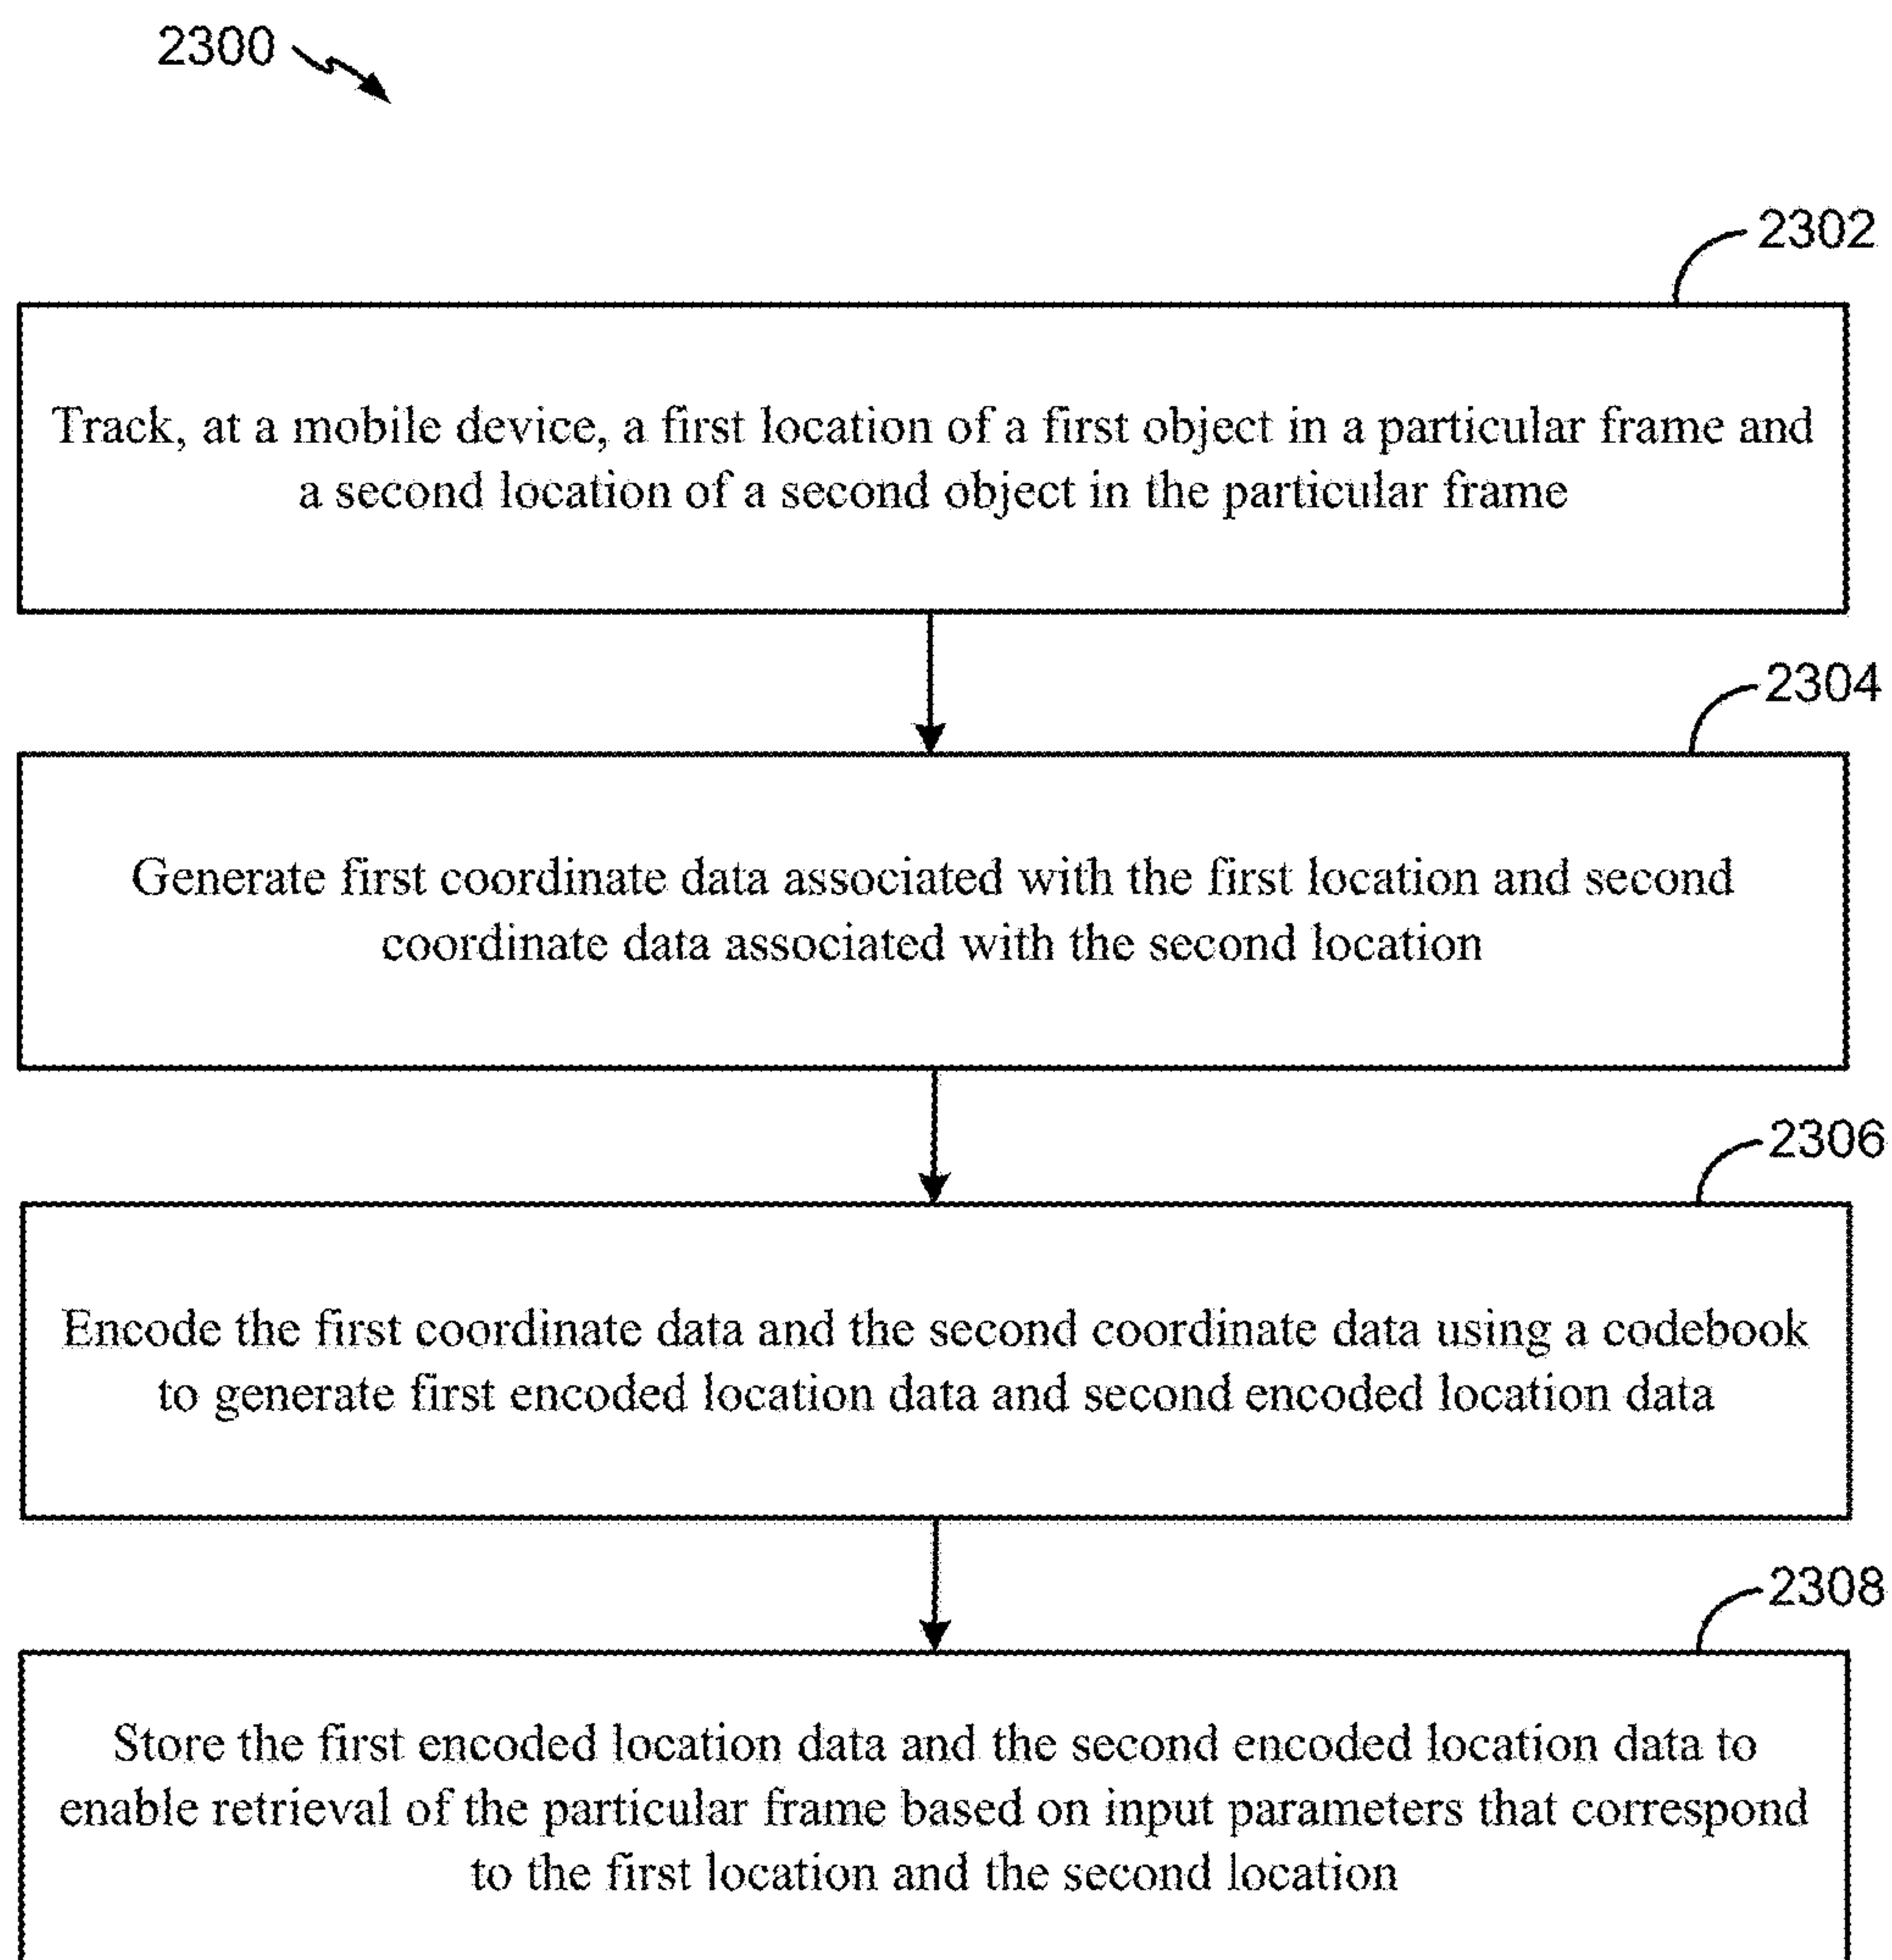 2300
2302
Track, at a mobile device, a first location of a first object in a particular frame and
a second location of a second object in the particular frame
2304
Generate first coordinate data associated with the first location and second
coordinate data associated with the second location
2306
Encode the first coordinate data and the second coordinate data using a codebook
to generate first encoded location data and second encoded location data
2308
Store the first encoded location data and the second encoded location data to
enable retrieval of the particular frame based on input parameters that correspond
to the first location and the second location